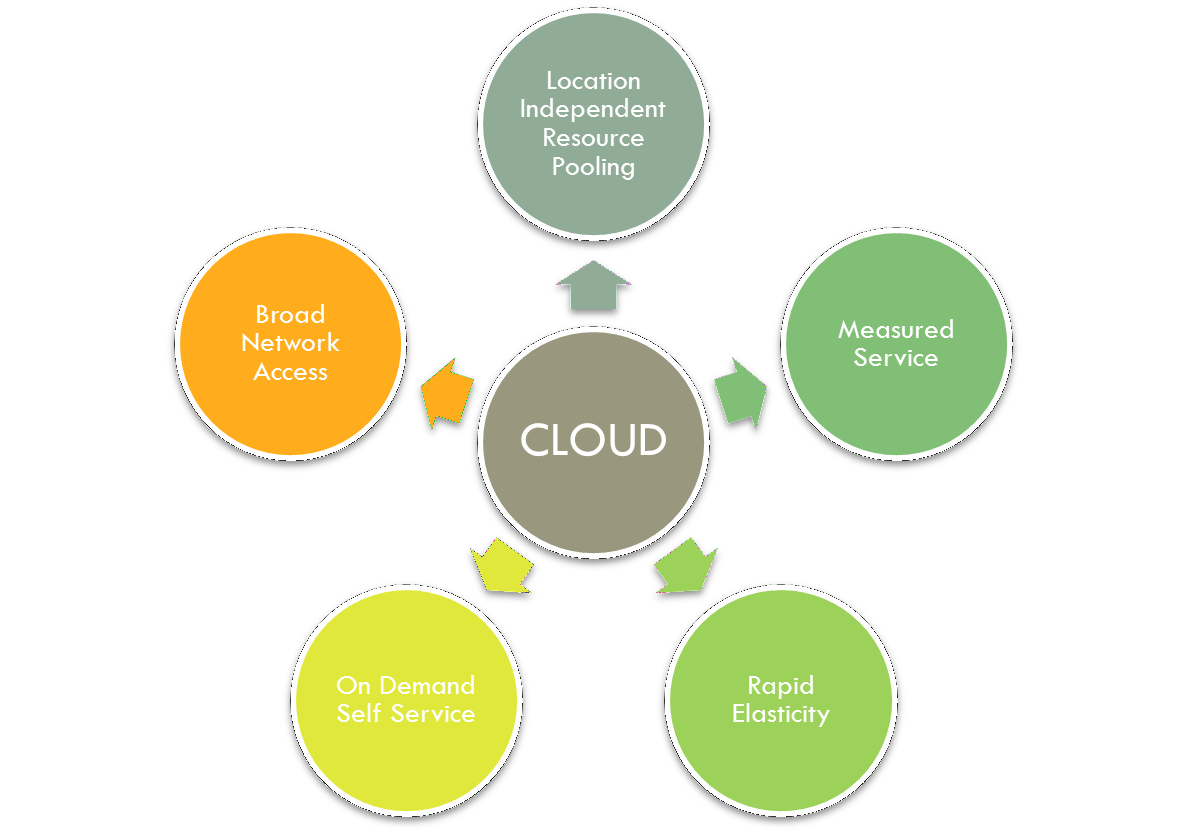 Location
Independent
Resource
Pooling
Broad
Network
Access
Measured
Service
CLOUD
On Demand
Self Service
Rapid
Elasticity